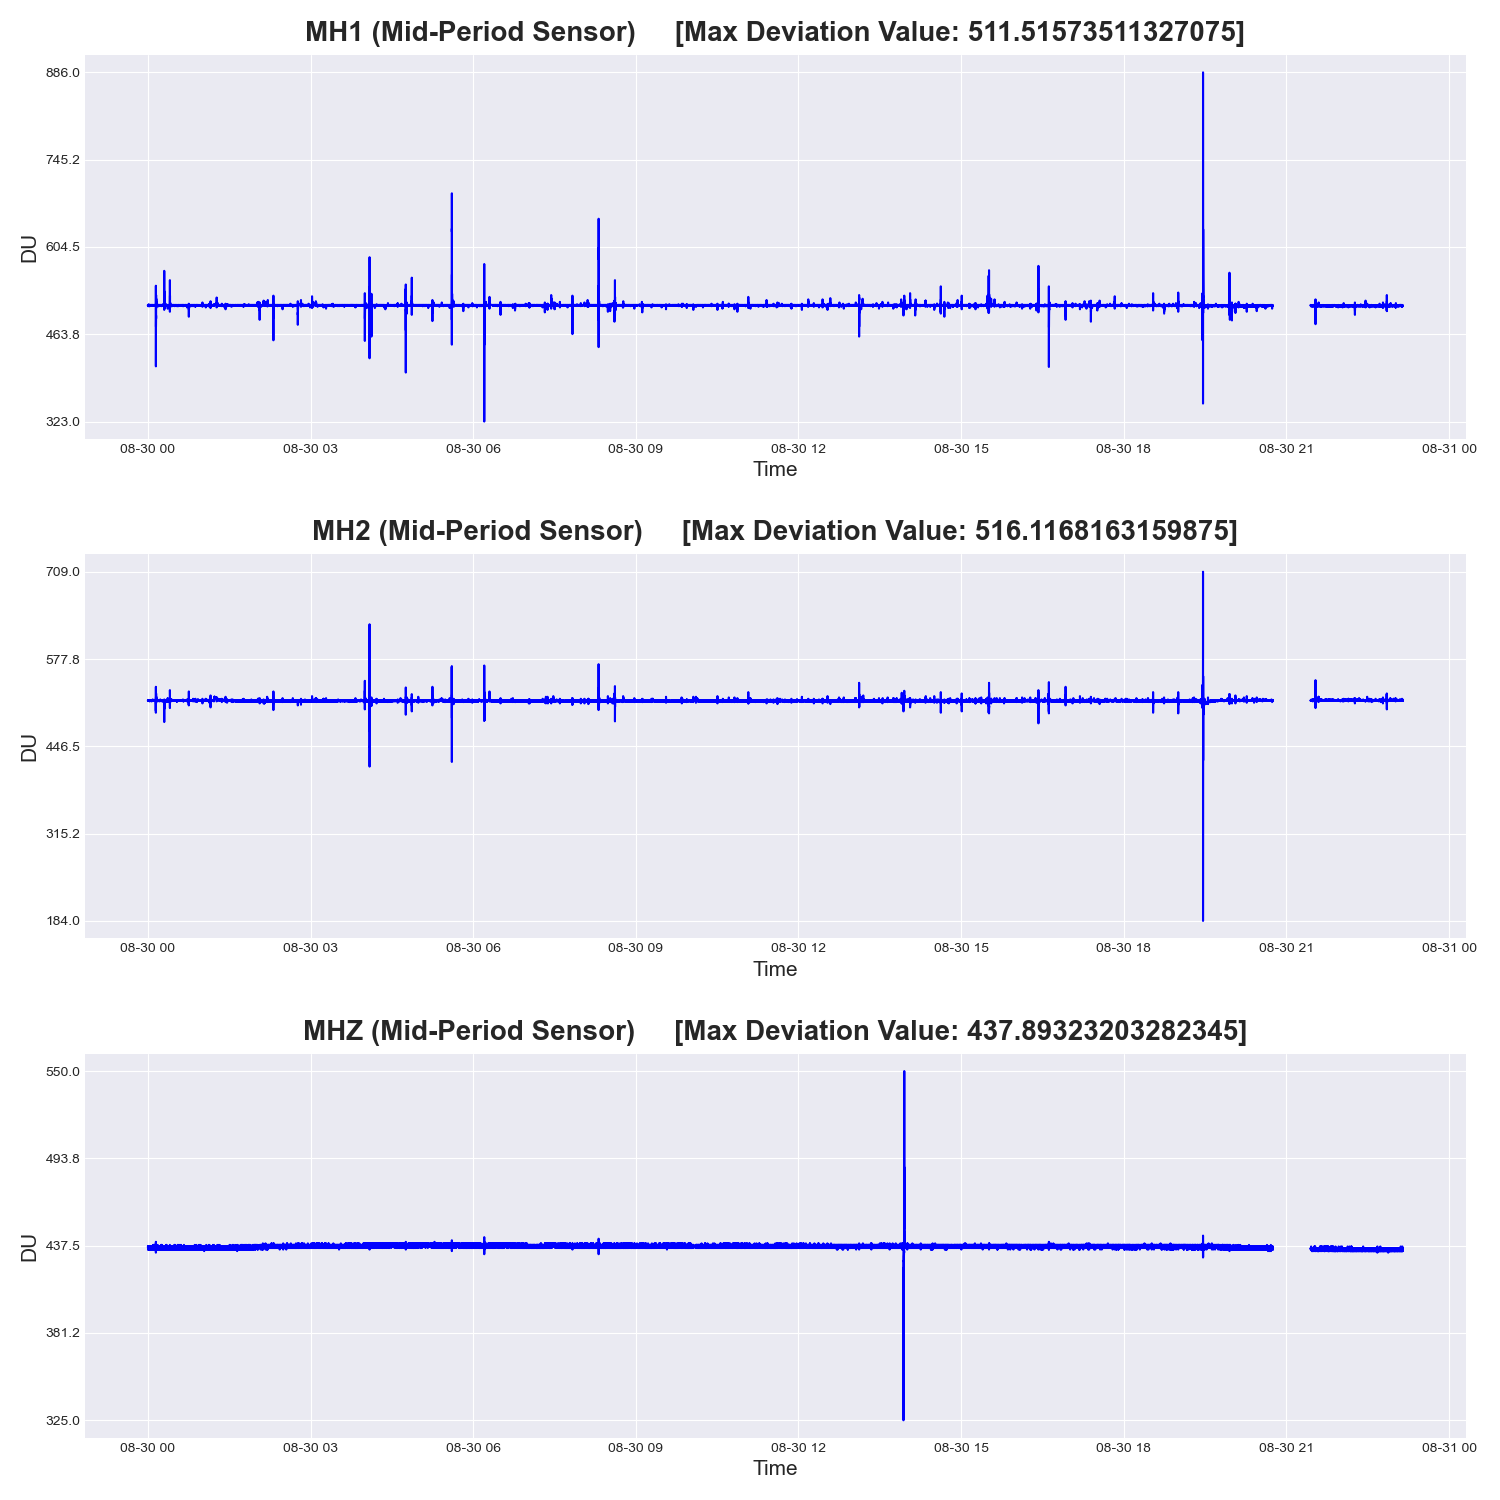 MH1 (Mid-Period Sensor) [Max Deviation Value: 511.51573511327075]
886.0
745.2
604.5
463.8
323.0
DU
08-30 00 08-30 03 08-30 06 08-30 09 08-30 12 08-30 15 08-30 18 08-30 21 08-31 00
Time
MH2 (Mid-Period Sensor) [Max Deviation Value: 516.1168163159875]
709.0
577.8
446.5
315.2
184.0
DU
08-30 00 08-30 03 08-30 06 08-30 09 08-30 12 08-30 15 08-30 18 08-30 21 08-31 00
Time
MHZ (Mid-Period Sensor) [Max Deviation Value: 437.89323203282345]
550.0
493.8
437.5
381.2
325.0
DU
08-30 00 08-30 03 08-30 06 08-30 09 08-30 12 08-30 15 08-30 18 08-30 21 08-31 00
Time